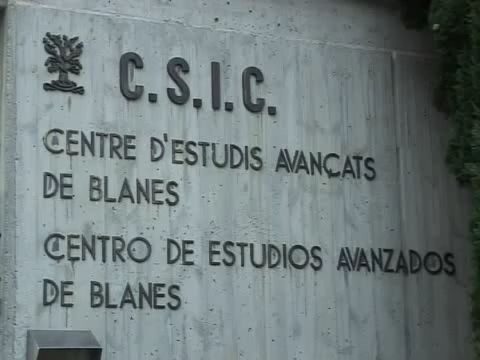 C.S.I.C.
CENTRE D'ESTUDIS AVANÇATS
DE BLANES
CENTRO DE ESTUDIOS AVANZADOS
DE BLANES